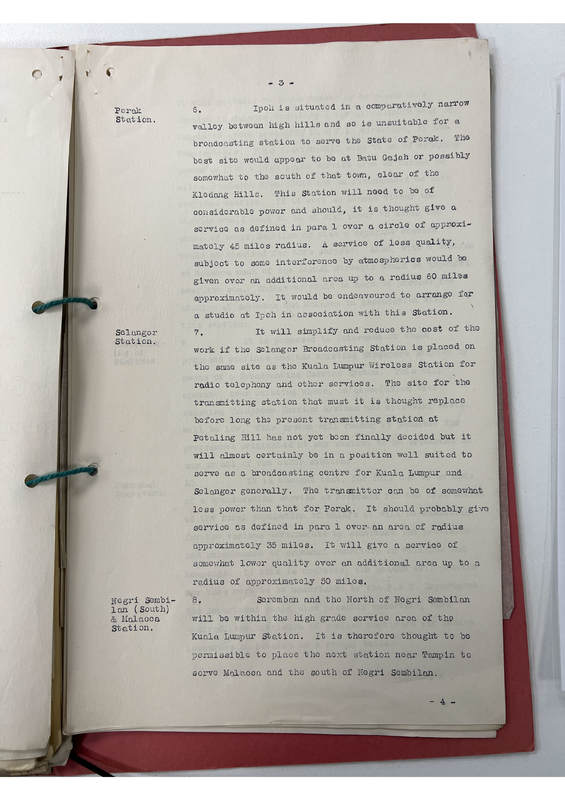 - 3 -
Perak
Station.
6. Ipoh is situated in a comparatively narrow
valley between high hills and so is unsuitable for a
broadcasting station to serve the State of Perak. The
best site would appear to be at Batu Gajah or possibly
somewhat to the south of that town, clear of the
Kledang Hills. This Station will need to be of
considerable power and should, it is thought give a
service as defined in para 1 over a circle of approxi-
mately 45 miles radius. A service of less quality,
subject to some interference by atmospherics would be
given over an additional area up to a radius 60 miles
approximately. It would be endeavoured to arrange for
a studio at Ipoh in association with this Station.
Selangor
Station.
7. It will simplify and reduce the cost of the
work if the Selangor Broadcasting Station is placed on
the same site as the Kuala Lumpur Wireless Station for
radio telephony and other services. The site for the
transmitting station that must it is thought replace
before long the present transmitting station at
Petaling Hill has not yet been finally decided but it
will almost certainly be in a position well suited to
serve as a broadcasting centre for Kuala Lumpur and
Selangor generally. The transmitter can be of somewhat
less power than that for Perak. It should probably give
service as defined in para 1 over an area of radius
approximately 35 miles. It will give a service of
somewhat lower quality over an additional area up to a
radius of approximately 50 miles.
Negri Sembi-
lan (South)
& Malacca
Station.
8. Seremban and the North of Negri Sembilan
will be within the high grade service area of the
Kuala Lumpur Station. It is therefore thought to be
permissible to place the next station near Tampin to
serve Malacca and the south of Negri Sembilan.
- 4 -